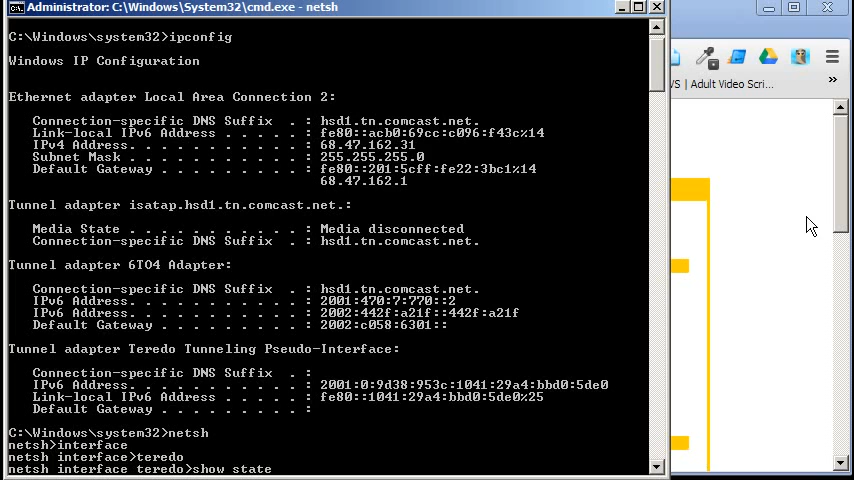 Administrator: C:\Windows\System32\cmd.exe - netsh
C:\Windows\system32>ipconfig
Windows IP Configuration
Ethernet adapter Local Area Connection 2:
Connection-specific DNS Suffix  . : hsd1.tn.comcast.net.
Link-local IPv6 Address . . . . . : fe80::acb0:69cc:c096:f43c%14
IPv4 Address. . . . . . . . . . . : 68.47.162.31
Subnet Mask . . . . . . . . . . . : 255.255.255.0
Default Gateway . . . . . . . . . : fe80::201:5cff:fe22:3bc1%14
68.47.162.1
Tunnel adapter isatap.hsd1.tn.comcast.net.:
Media State . . . . . . . . . . . : Media disconnected
Connection-specific DNS Suffix  . : hsd1.tn.comcast.net.
Tunnel adapter 6TO4 Adapter:
Connection-specific DNS Suffix  . : hsd1.tn.comcast.net.
IPv6 Address. . . . . . . . . . . : 2001:470:7:770::2
IPv6 Address. . . . . . . . . . . : 2002:442f:a21f::442f:a21f
Default Gateway . . . . . . . . . : 2002:c058:6301::
Tunnel adapter Teredo Tunneling Pseudo-Interface:
Connection-specific DNS Suffix  . :
IPv6 Address. . . . . . . . . . . : 2001:0:9d38:953c:1041:29a4:bbd0:5de0
Link-local IPv6 Address . . . . . : fe80::1041:29a4:bbd0:5de0%25
Default Gateway . . . . . . . . . :
C:\Windows\system32>netsh
netsh>interface
netsh interface>teredo
netsh interface teredo>show state
VS | Adult Video Scri...